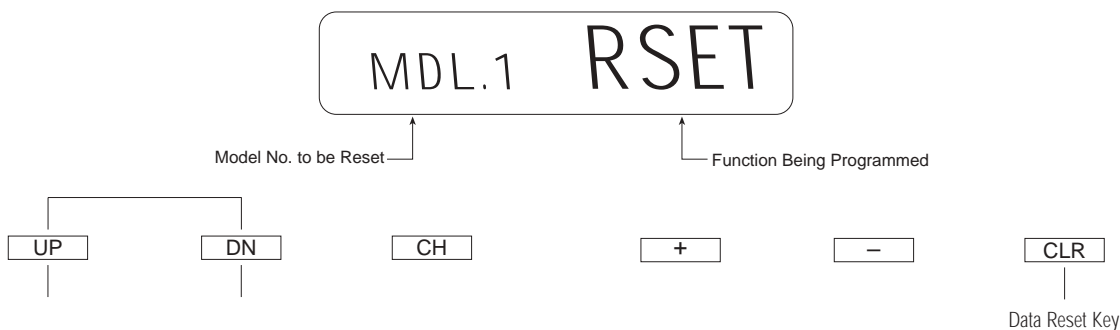 MDL.1 RSET
Model No. to be Reset
Function Being Programmed
UP
DN
CH
+
–
CLR
Data Reset Key